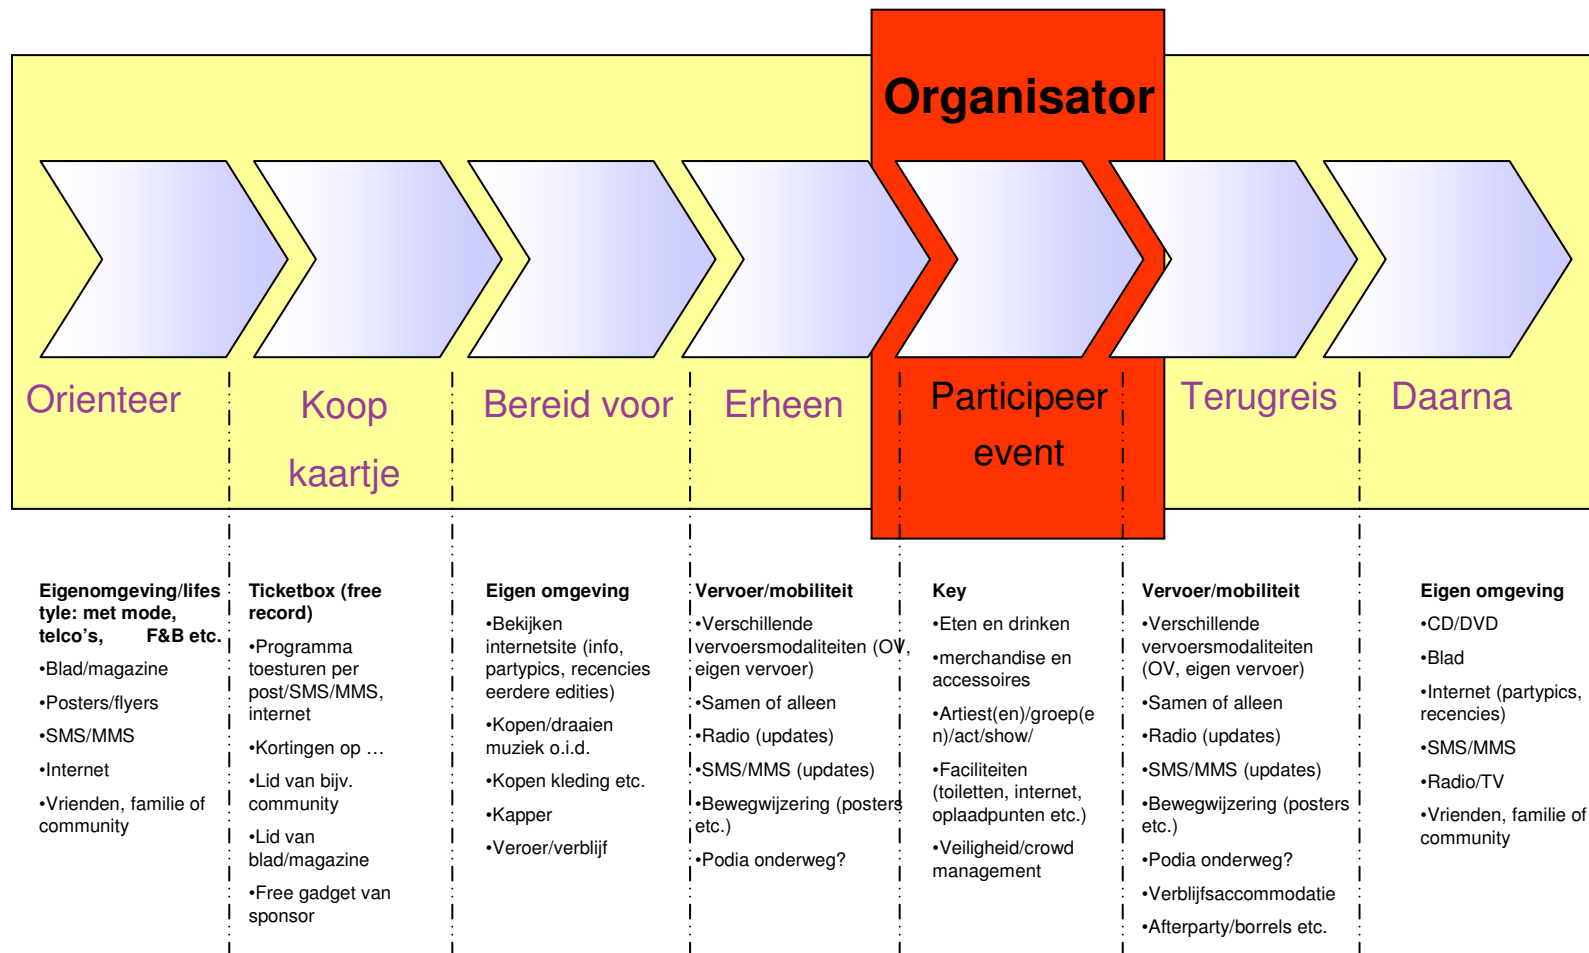 Organisator
Orienteer
Koop
kaartje
Bereid voor
Erheen
Participeer
event
Terugreis
Daarna
Eigenomgeving/lifes
tyle: met mode,
telco's, F&B etc.
•Blad/magazine
•Posters/flyers
•SMS/MMS
•Internet
•Vrienden, familie of
community
Ticketbox (free
record)
•Programma
toesturen per
post/SMS/MMS,
internet
•Kortingen op …
•Lid van bijv.
community
•Lid van
blad/magazine
•Free gadget van
sponsor
Eigen omgeving
•Bekijken
internetsite (info,
partypics, recencies
eerdere edities)
•Kopen/draaien
muziek o.i.d.
•Kopen kleding etc.
•Kapper
•Veroer/verblijf
Vervoer/mobiliteit
•Verschillende
vervoersmodaliteiten (OV,
eigen vervoer)
•Samen of alleen
•Radio (updates)
•SMS/MMS (updates)
•Bewegwijzering (posters
etc.)
•Podia onderweg?
Key
•Eten en drinken
•merchandise en
accessoires
•Artiest(en)/groep(e
n)/act/show/
•Faciliteiten
(toiletten, internet,
oplaadpunten etc.)
•Veiligheid/crowd
management
Vervoer/mobiliteit
•Verschillende
vervoersmodaliteiten
(OV, eigen vervoer)
•Samen of alleen
•Radio (updates)
•SMS/MMS (updates)
•Bewegwijzering (posters
etc.)
•Podia onderweg?
•Verblijfsaccommodatie
•Afterparty/borrels etc.
Eigen omgeving
•CD/DVD
•Blad
•Internet (partypics,
recencies)
•SMS/MMS
•Radio/TV
•Vrienden, familie of
community